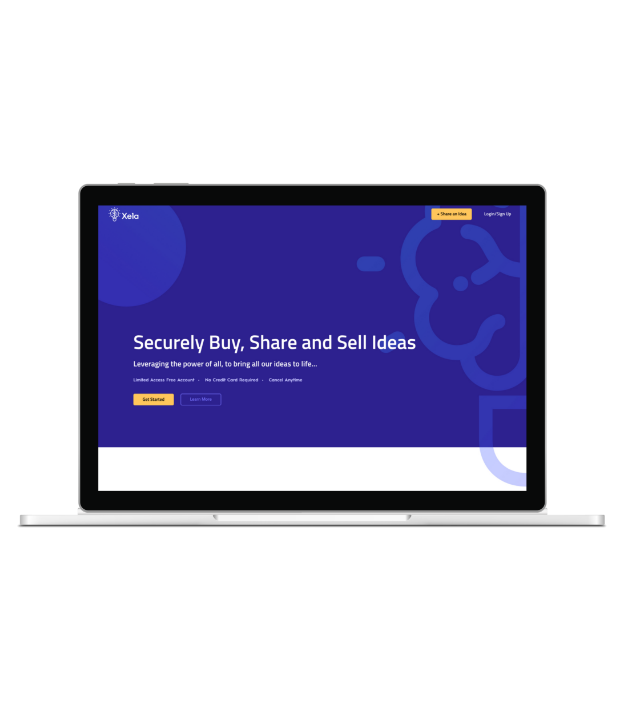 Xela
+ Share an Idea
Login/Sign Up
Securely Buy, Share and Sell Ideas
Leveraging the power of all, to bring all our ideas to life...
Limited Access Free Account • No Credit Card Required • Cancel Anytime
Get Started
Learn More